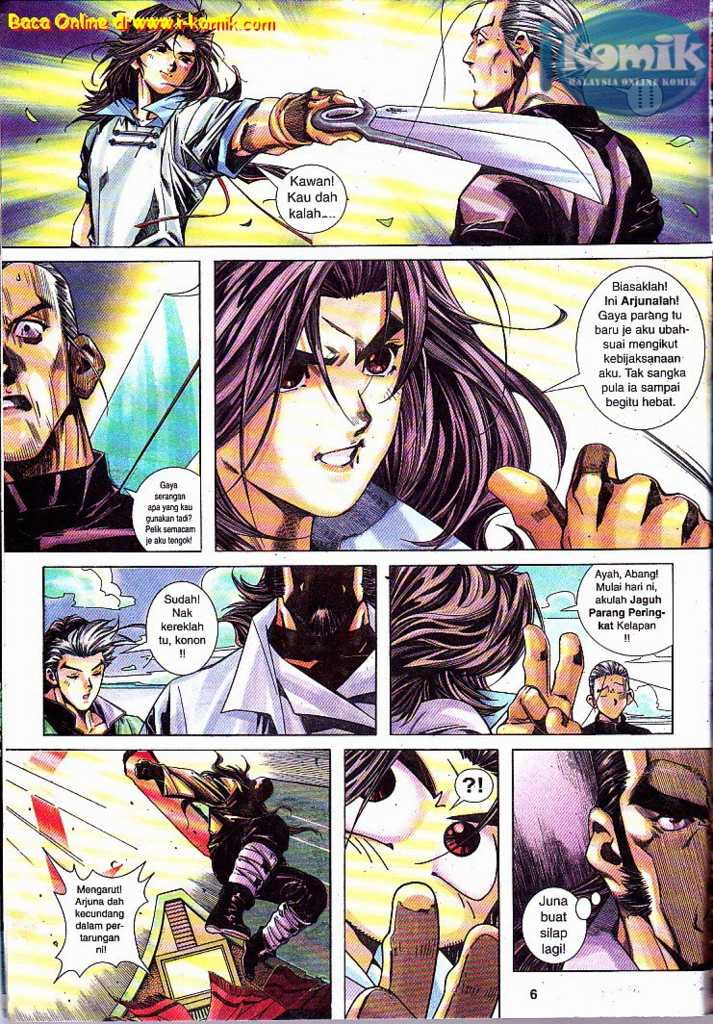 Baca Online di www.i-komik.com
iKomik
MALAYSIA ONLINE KOMIK
Kawan!
Kau dah
kalah....
Gaya
serangan
apa yang kau
gunakan tadi?
Pelik semacam
je aku tengok!
Biasaklah!
Ini Arjunalah!
Gaya parang tu
baru je aku ubah-
suai mengikut
kebijaksanaan
aku. Tak sangka
pula ia sampai
begitu hebat.
Sudah!
Nak
kereklah
tu, konon
!!
Ayah, Abang!
Mulai hari ni,
akulah Jaguh
Parang Pering-
kat Kelapan
!!
Mengarut!
Arjuna dah
kecundang
dalam per-
tarungan
ni!
?!
Juna
buat
silap
lagi!
6